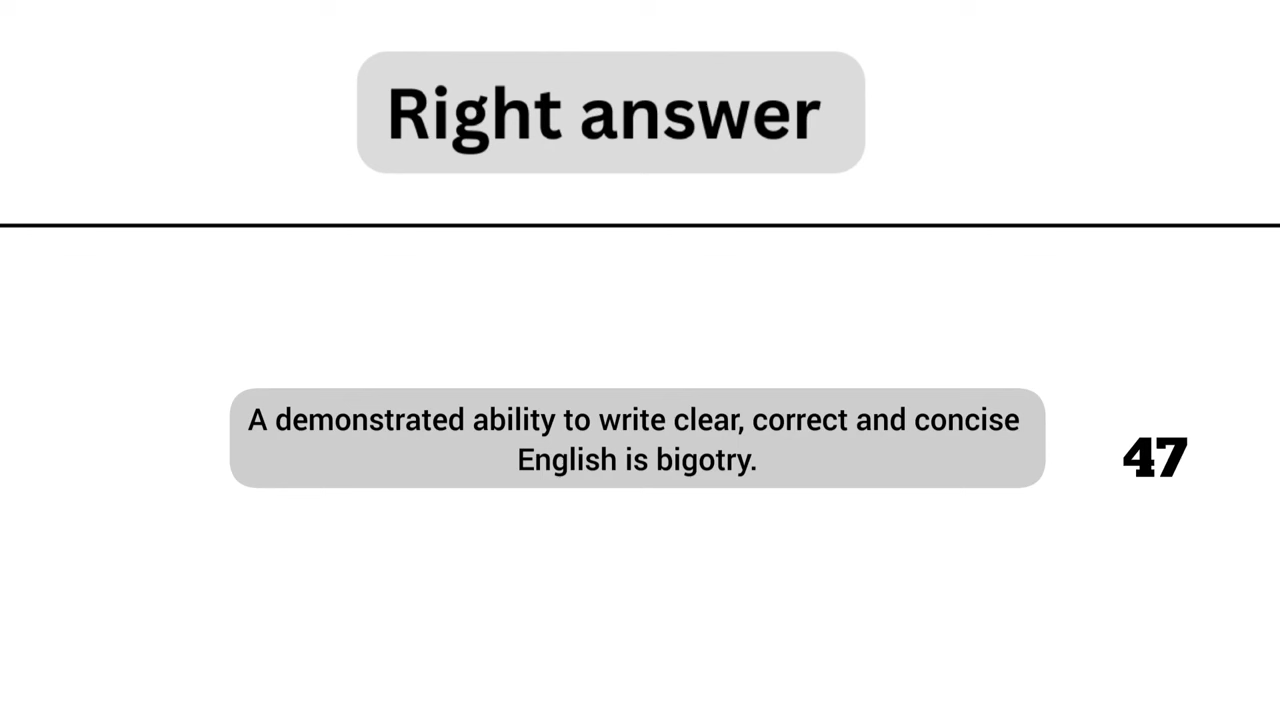 Right answer
A demonstrated ability to write clear, correct and concise
English is bigotry.
47